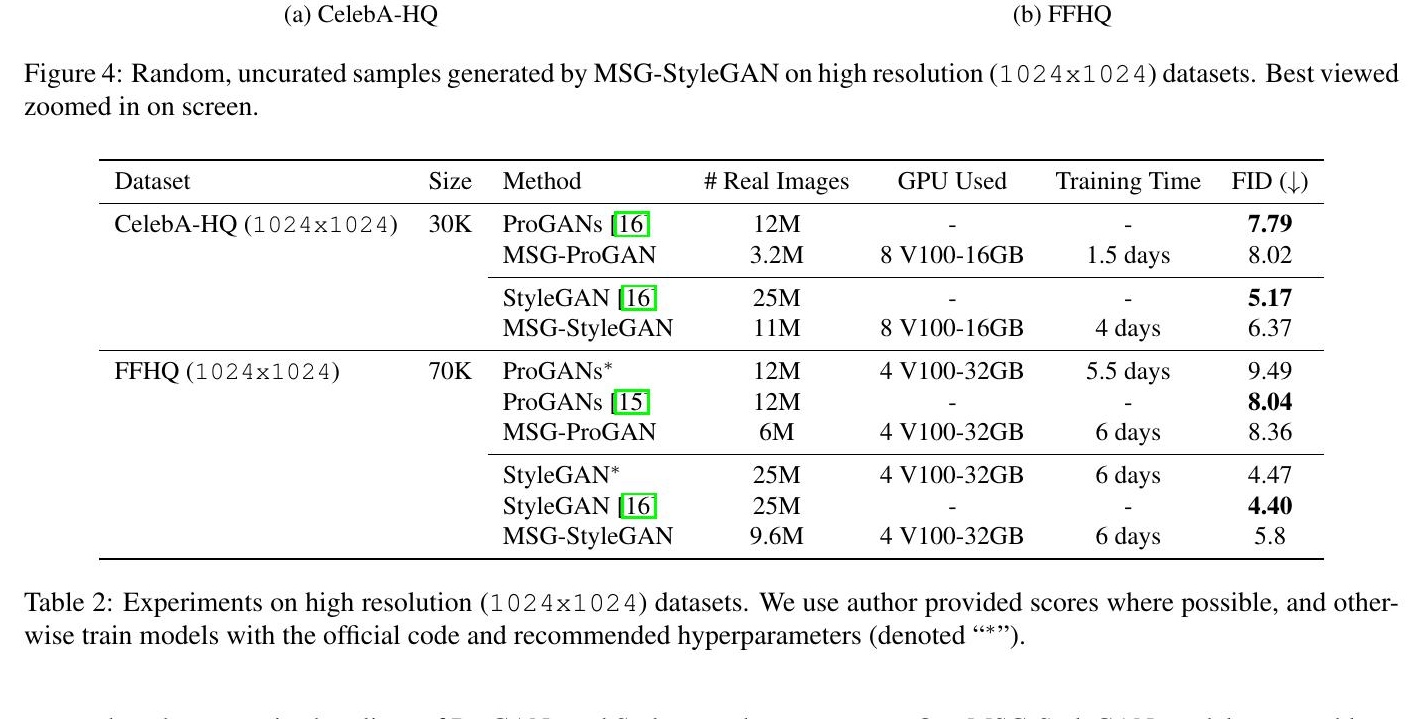 (a) CelebA-HQ (b) FFHQ
Figure 4: Random, uncurated samples generated by MSG-StyleGAN on high resolution (1024x1024) datasets. Best viewed
zoomed in on screen.
Dataset Size Method # Real Images GPU Used Training Time FID (↓)
CelebA-HQ (1024x1024) 30K ProGANs [16] 12M - - 7.79
MSG-ProGAN 3.2M 8 V100-16GB 1.5 days 8.02
StyleGAN [16] 25M - - 5.17
MSG-StyleGAN 11M 8 V100-16GB 4 days 6.37
FFHQ (1024x1024) 70K ProGANs* 12M 4 V100-32GB 5.5 days 9.49
ProGANs [15] 12M - - 8.04
MSG-ProGAN 6M 4 V100-32GB 6 days 8.36
StyleGAN* 25M 4 V100-32GB 6 days 4.47
StyleGAN [16] 25M - - 4.40
MSG-StyleGAN 9.6M 4 V100-32GB 6 days 5.8
Table 2: Experiments on high resolution (1024x1024) datasets. We use author provided scores where possible, and other-
wise train models with the official code and recommended hyperparameters (denoted “*”).